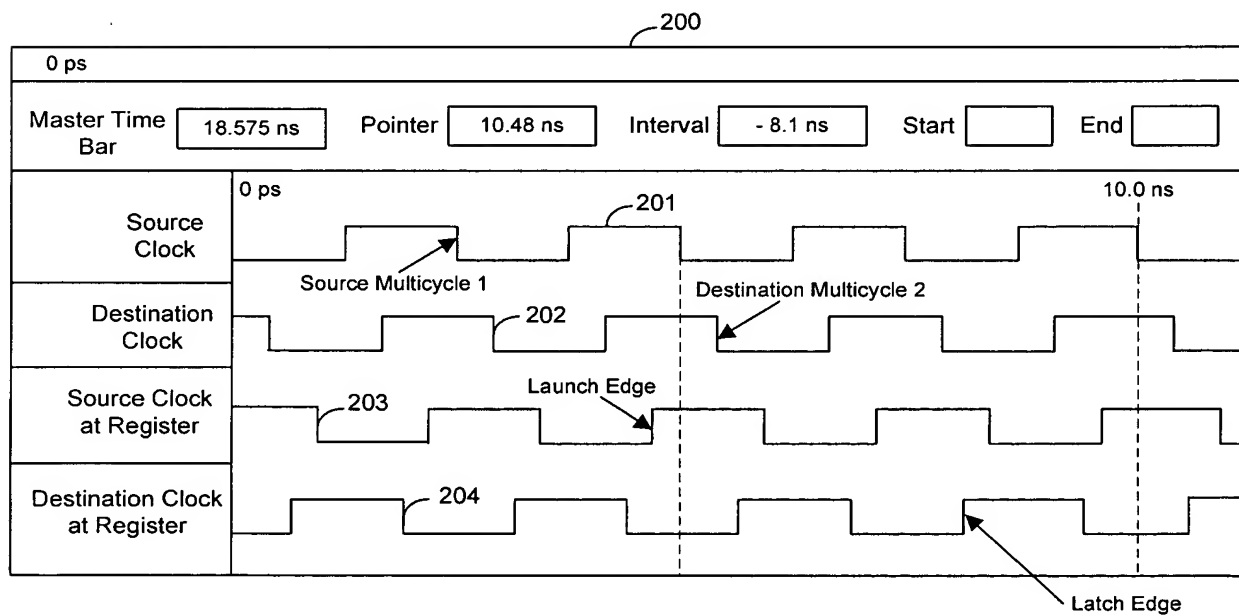 200
0 ps
Master Time
Bar
18.575 ns
Pointer
10.48 ns
Interval
- 8.1 ns
Start
End
0 ps
10.0 ns
Source
Clock
201
Source Multicycle 1
Destination
Clock
202
Destination Multicycle 2
Source Clock
at Register
203
Launch Edge
Destination Clock
at Register
204
Latch Edge